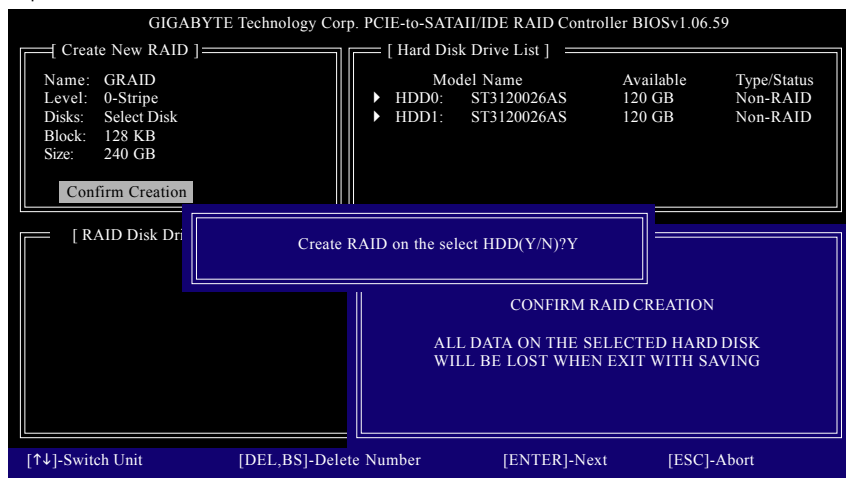 GIGABYTE Technology Corp. PCIE-to-SATAII/IDE RAID Controller BIOSv1.06.59
[ Create New RAID ]
Name: GRAID
Level: 0-Stripe
Disks: Select Disk
Block: 128 KB
Size: 240 GB
Confirm Creation
[ Hard Disk Drive List ]
Model Name Available Type/Status
HDD0: ST3120026AS 120 GB Non-RAID
HDD1: ST3120026AS 120 GB Non-RAID
[ RAID Disk Dri
Create RAID on the select HDD(Y/N)?Y
CONFIRM RAID CREATION
ALL DATA ON THE SELECTED HARD DISK
WILL BE LOST WHEN EXIT WITH SAVING
[↑↓]-Switch Unit [DEL,BS]-Delete Number [ENTER]-Next [ESC]-Abort